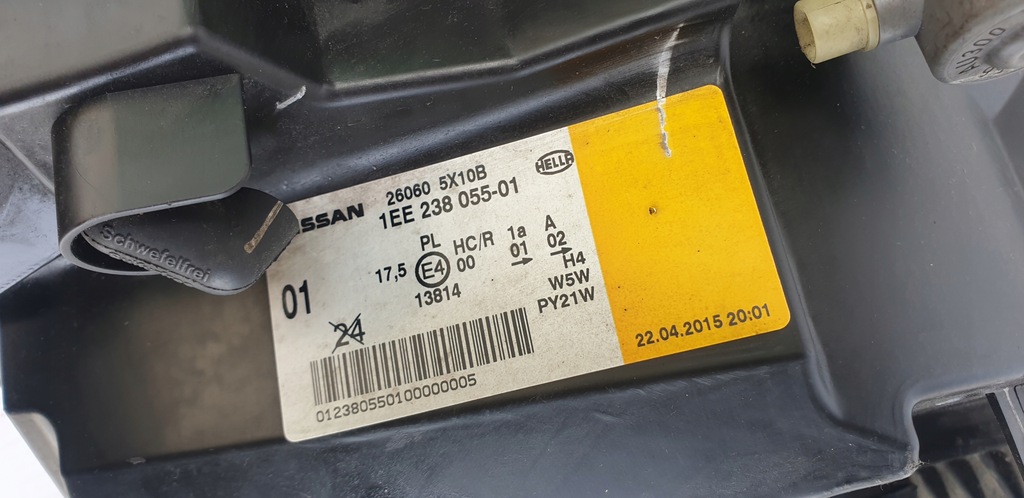 NISSAN 26060 5X10B
1EE 238 055-01
HELLA
PL HC/R 1a A
17,5 E4 00 01 02
13814
H4
W5W
PY21W
01
24
012380550100000005
22.04.2015 20:01
Schwefelfrei